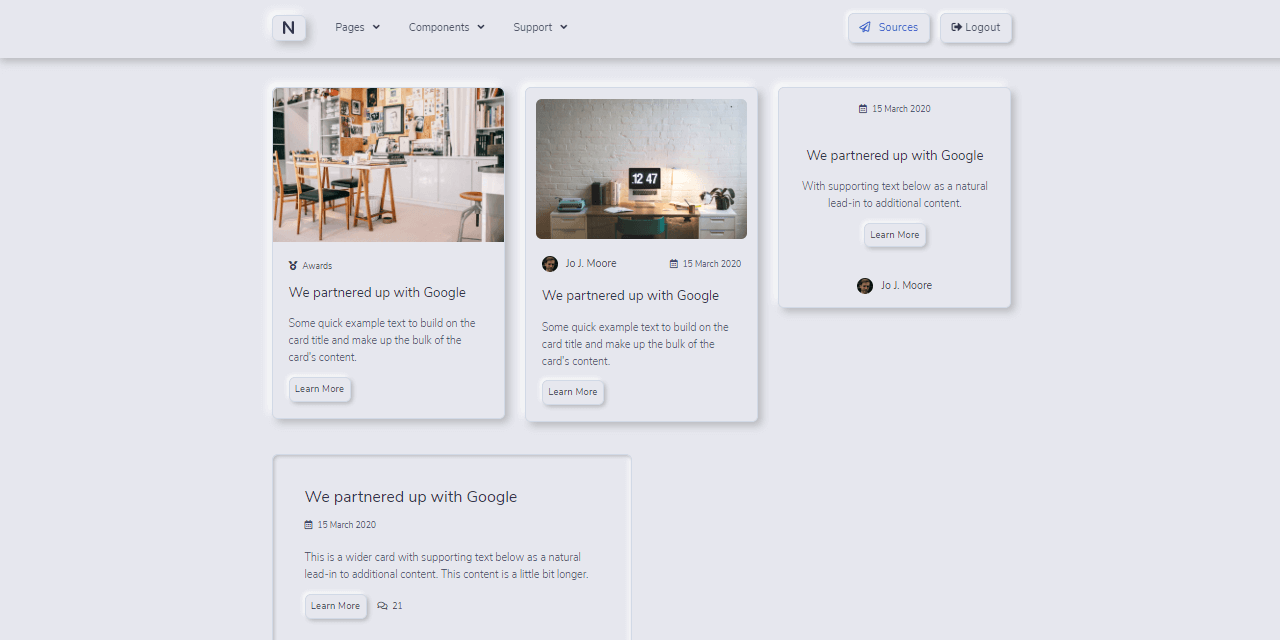 N
Pages
Components
Support
Sources
Logout
Awards
We partnered up with Google
Some quick example text to build on the
card title and make up the bulk of the
card's content.
Learn More
12 47
Jo J. Moore
15 March 2020
We partnered up with Google
Some quick example text to build on the
card title and make up the bulk of the
card's content.
Learn More
15 March 2020
We partnered up with Google
With supporting text below as a natural
lead-in to additional content.
Learn More
Jo J. Moore
We partnered up with Google
15 March 2020
This is a wider card with supporting text below as a natural
lead-in to additional content. This content is a little bit longer.
Learn More
21